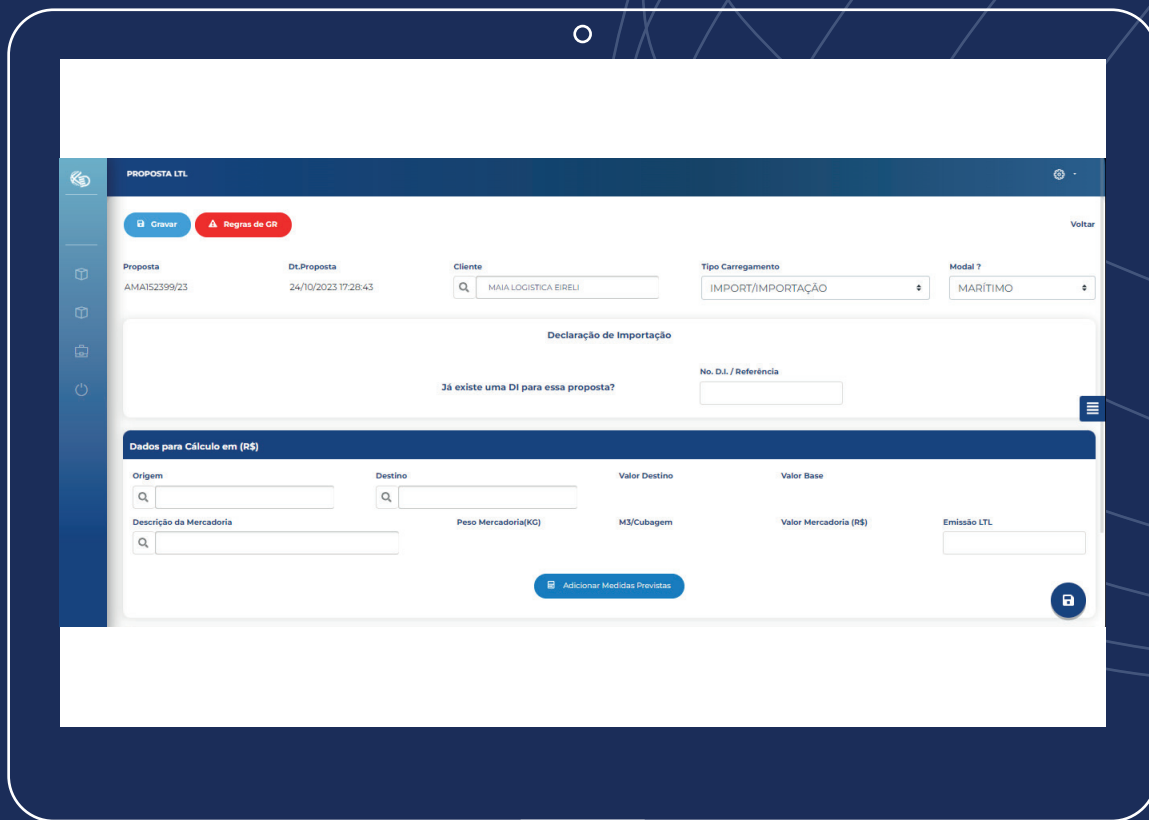 PROPOSTA LTL
Gravar Regras de GR Voltar
Proposta Dt.Proposta Cliente Tipo Carregamento Modal ?
AMA152399/23 24/10/2023 17:28:43 MAIA LOGISTICA EIRELI IMPORT/IMPORTAÇÃO MARÍTIMO
Declaração de Importação
No. D.I. / Referência
Já existe uma DI para essa proposta?
Dados para Cálculo em (R$)
Origem Destino Valor Destino Valor Base
Descrição da Mercadoria Peso Mercadoria(KG) M3/Cubagem Valor Mercadoria (R$) Emissão LTL
Adicionar Medidas Previstas